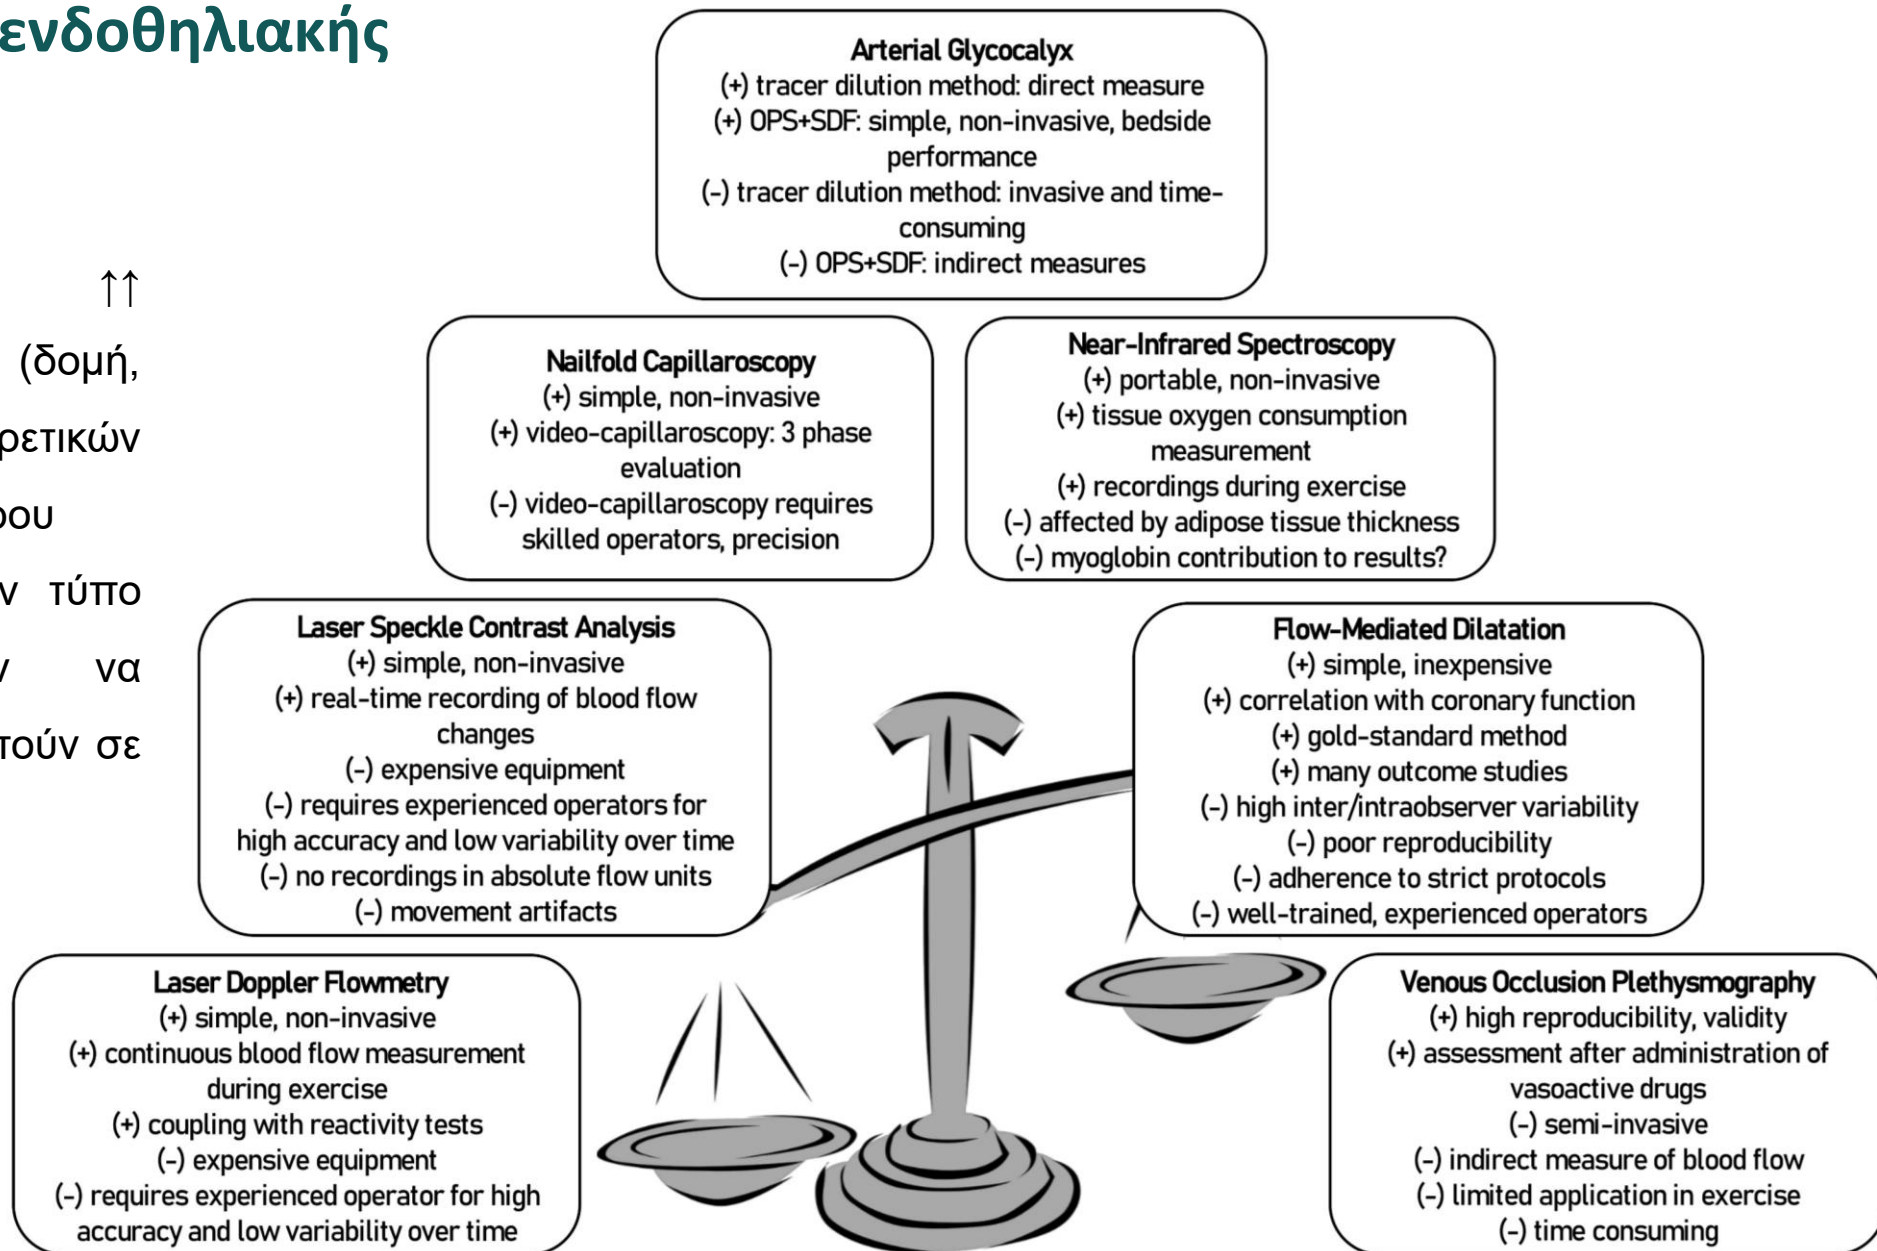 ενδοθηλιακής
↑↑
(δομή,
τύπο
να
σε
Arterial Glycocalyx
(+) tracer dilution method: direct measure
(+) OPS+SDF: simple, non-invasive, bedside
performance
(-) tracer dilution method: invasive and time-
consuming
(-) OPS+SDF: indirect measures
Nailfold Capillaroscopy
(+) simple, non-invasive
(+) video-capillaroscopy: 3 phase
evaluation
(-) video-capillaroscopy requires
skilled operators, precision
Near-Infrared Spectroscopy
(+) portable, non-invasive
(+) tissue oxygen consumption
measurement
(+) recordings during exercise
(-) affected by adipose tissue thickness
(-) myoglobin contribution to results?
Laser Speckle Contrast Analysis
(+) simple, non-invasive
(+) real-time recording of blood flow
changes
(-) expensive equipment
(-) requires experienced operators for
high accuracy and low variability over time
(-) no recordings in absolute flow units
(-) movement artifacts
Flow-Mediated Dilatation
(+) simple, inexpensive
(+) correlation with coronary function
(+) gold-standard method
(+) many outcome studies
(-) high inter/intraobserver variability
(-) poor reproducibility
(-) adherence to strict protocols
(-) well-trained, experienced operators
Laser Doppler Flowmetry
(+) simple, non-invasive
(+) continuous blood flow measurement
during exercise
(+) coupling with reactivity tests
(-) expensive equipment
(-) requires experienced operator for high
accuracy and low variability over time
Venous Occlusion Plethysmography
(+) high reproducibility, validity
(+) assessment after administration of
vasoactive drugs
(-) semi-invasive
(-) indirect measure of blood flow
(-) limited application in exercise
(-) time consuming